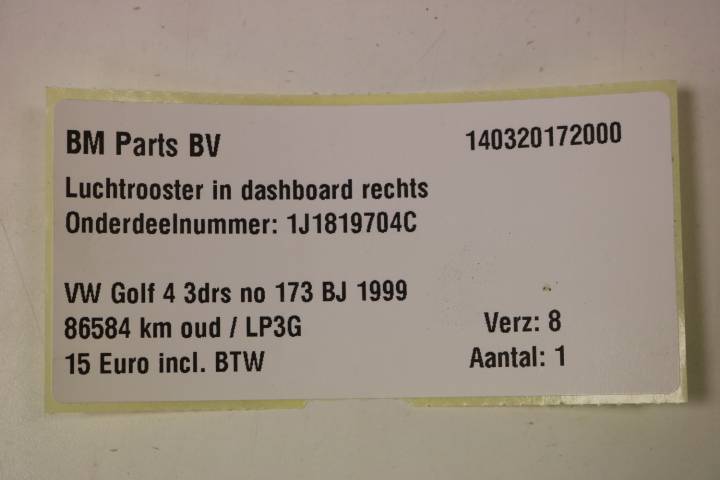 BM Parts BV 140320172000
Luchtrooster in dashboard rechts
Onderdeelnummer: 1J1819704C
VW Golf 4 3drs no 173 BJ 1999
86584 km oud / LP3G Verz: 8
15 Euro incl. BTW Aantal: 1